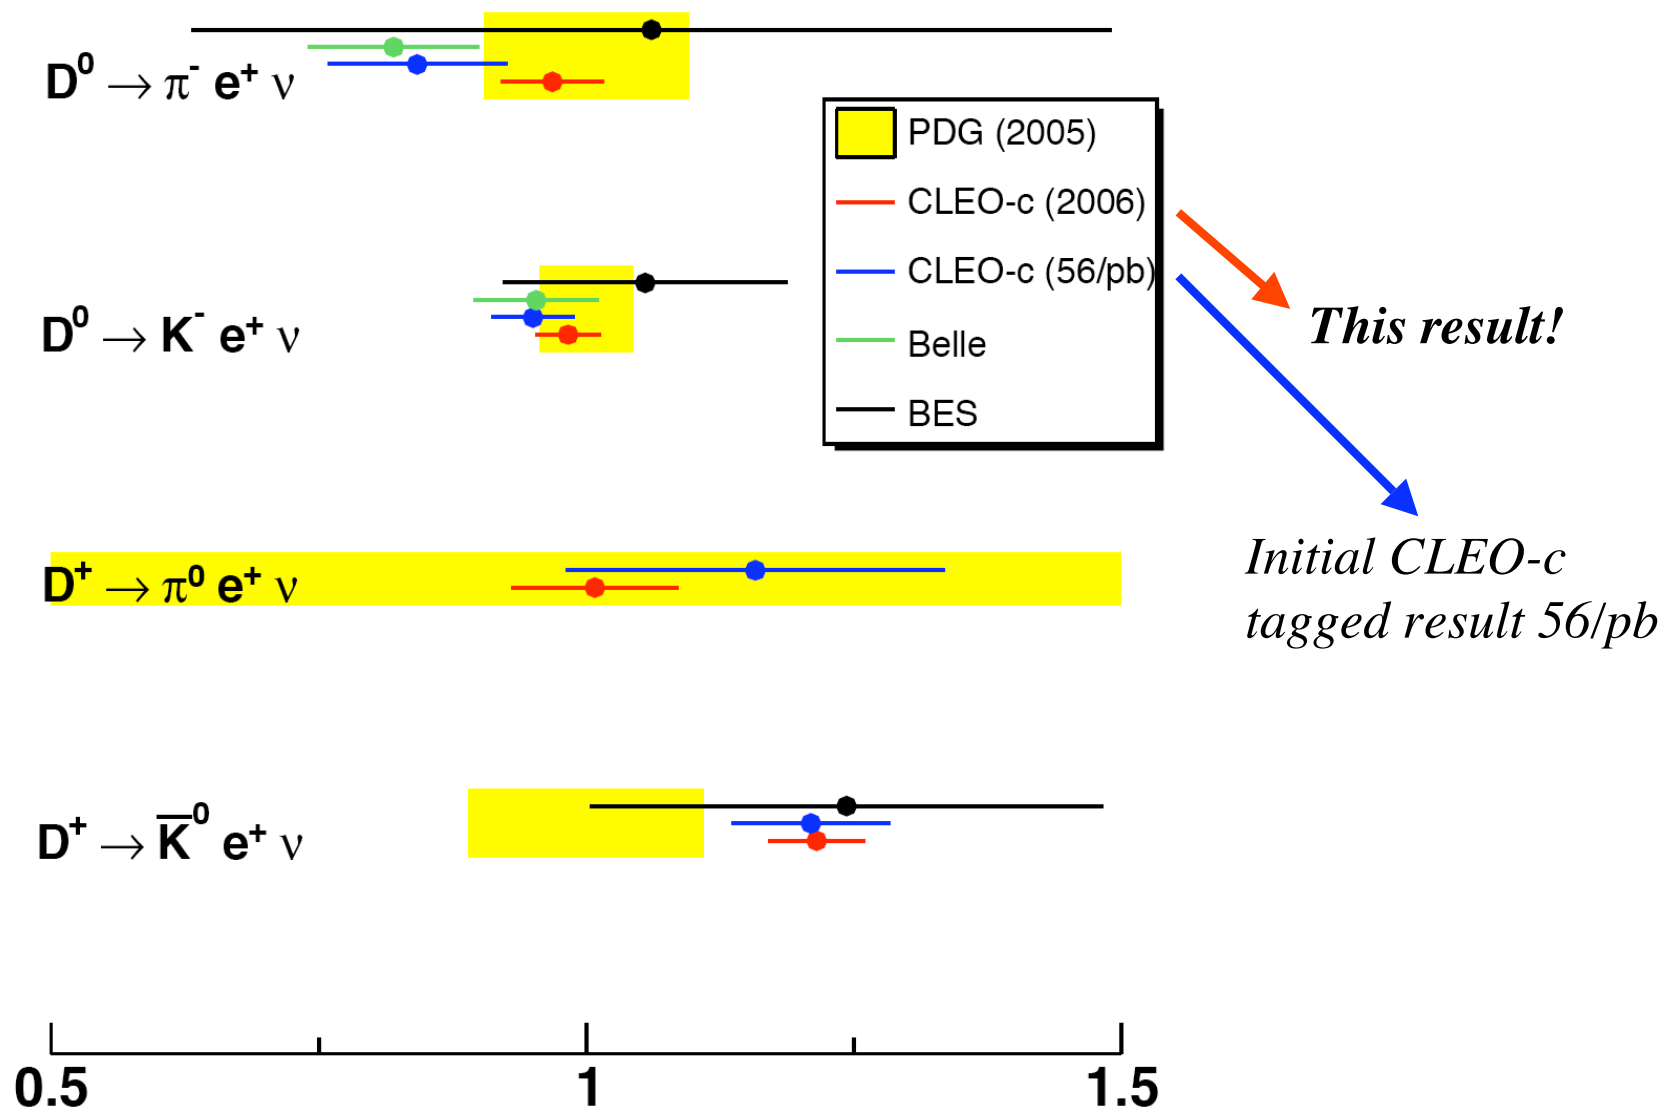 D⁰ → π⁻ e⁺ ν
PDG (2005)
CLEO-c (2006)
CLEO-c (56/pb)
Belle
BES
This result!
D⁰ → K⁻ e⁺ ν
Initial CLEO-c
tagged result 56/pb
D⁺ → π⁰ e⁺ ν
D⁺ → K̅⁰ e⁺ ν
0.5 1 1.5